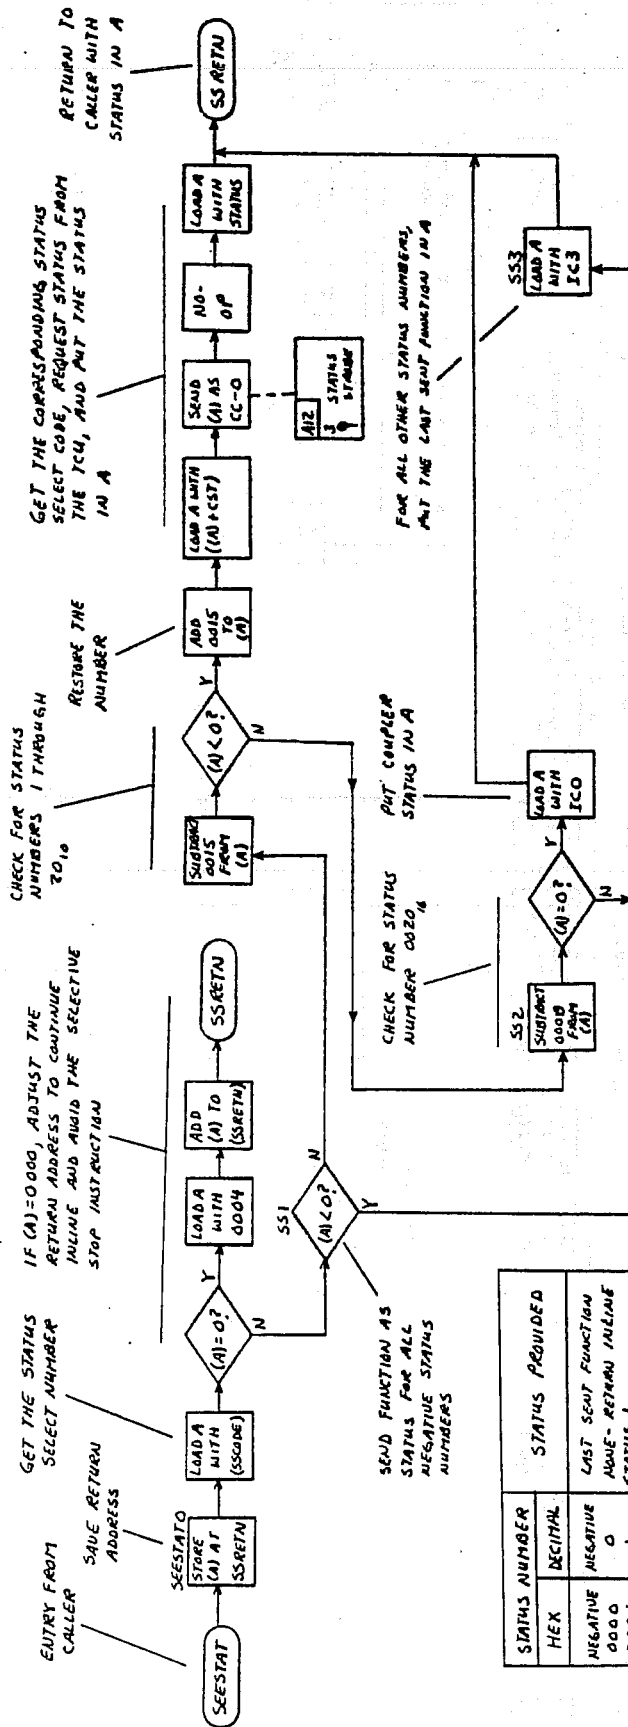 ENTRY FROM
CALLER
SEESTAT
SAVE RETURN
ADDRESS
SEESTATO
STORE
(A) AT
SSRETN
GET THE STATUS
SELECT NUMBER
LOAD A
WITH
(SSCODE)
(A)=0?
Y
N
IF (A)=0000, ADJUST THE
RETURN ADDRESS TO CONTINUE
INLINE AND AVOID THE SELECTIVE
STOP INSTRUCTION
LOAD A
WITH
0004
ADD
(A) TO
(SSRETN)
SSRETN
SS1
(A)<0?
N
Y
SEND FUNCTION AS
STATUS FOR ALL
NEGATIVE STATUS
NUMBERS
CHECK FOR STATUS
NUMBERS 1 THROUGH
20₁₀
SUBTRACT
0015
FROM
(A)
(A)<0?
Y
N
RESTORE THE
NUMBER
ADD
0015
TO
(A)
GET THE CORRESPONDING STATUS
SELECT CODE, REQUEST STATUS FROM
THE TCU, AND PUT THE STATUS
IN A
LOAD A WITH
((A)+CST)
SEND
(A) AS
CC-0
A12
3
STATUS
STROBE
NO-
OP
LOAD A
WITH
STATUS
RETURN TO
CALLER WITH
STATUS IN A
SSRETN
CHECK FOR STATUS
NUMBER 0020₁₆
SS2
SUBTRACT
000B
FROM
(A)
(A)=0?
Y
N
PUT COUPLER
STATUS IN A
LOAD A
WITH
IC0
FOR ALL OTHER STATUS NUMBERS,
PUT THE LAST SENT FUNCTION IN A
SS3
LOAD A
WITH
IC3
STATUS NUMBER
STATUS PROVIDED
HEX
DECIMAL
NEGATIVE NEGATIVE LAST SENT FUNCTION
0000 0 NONE - RETURN INLINE